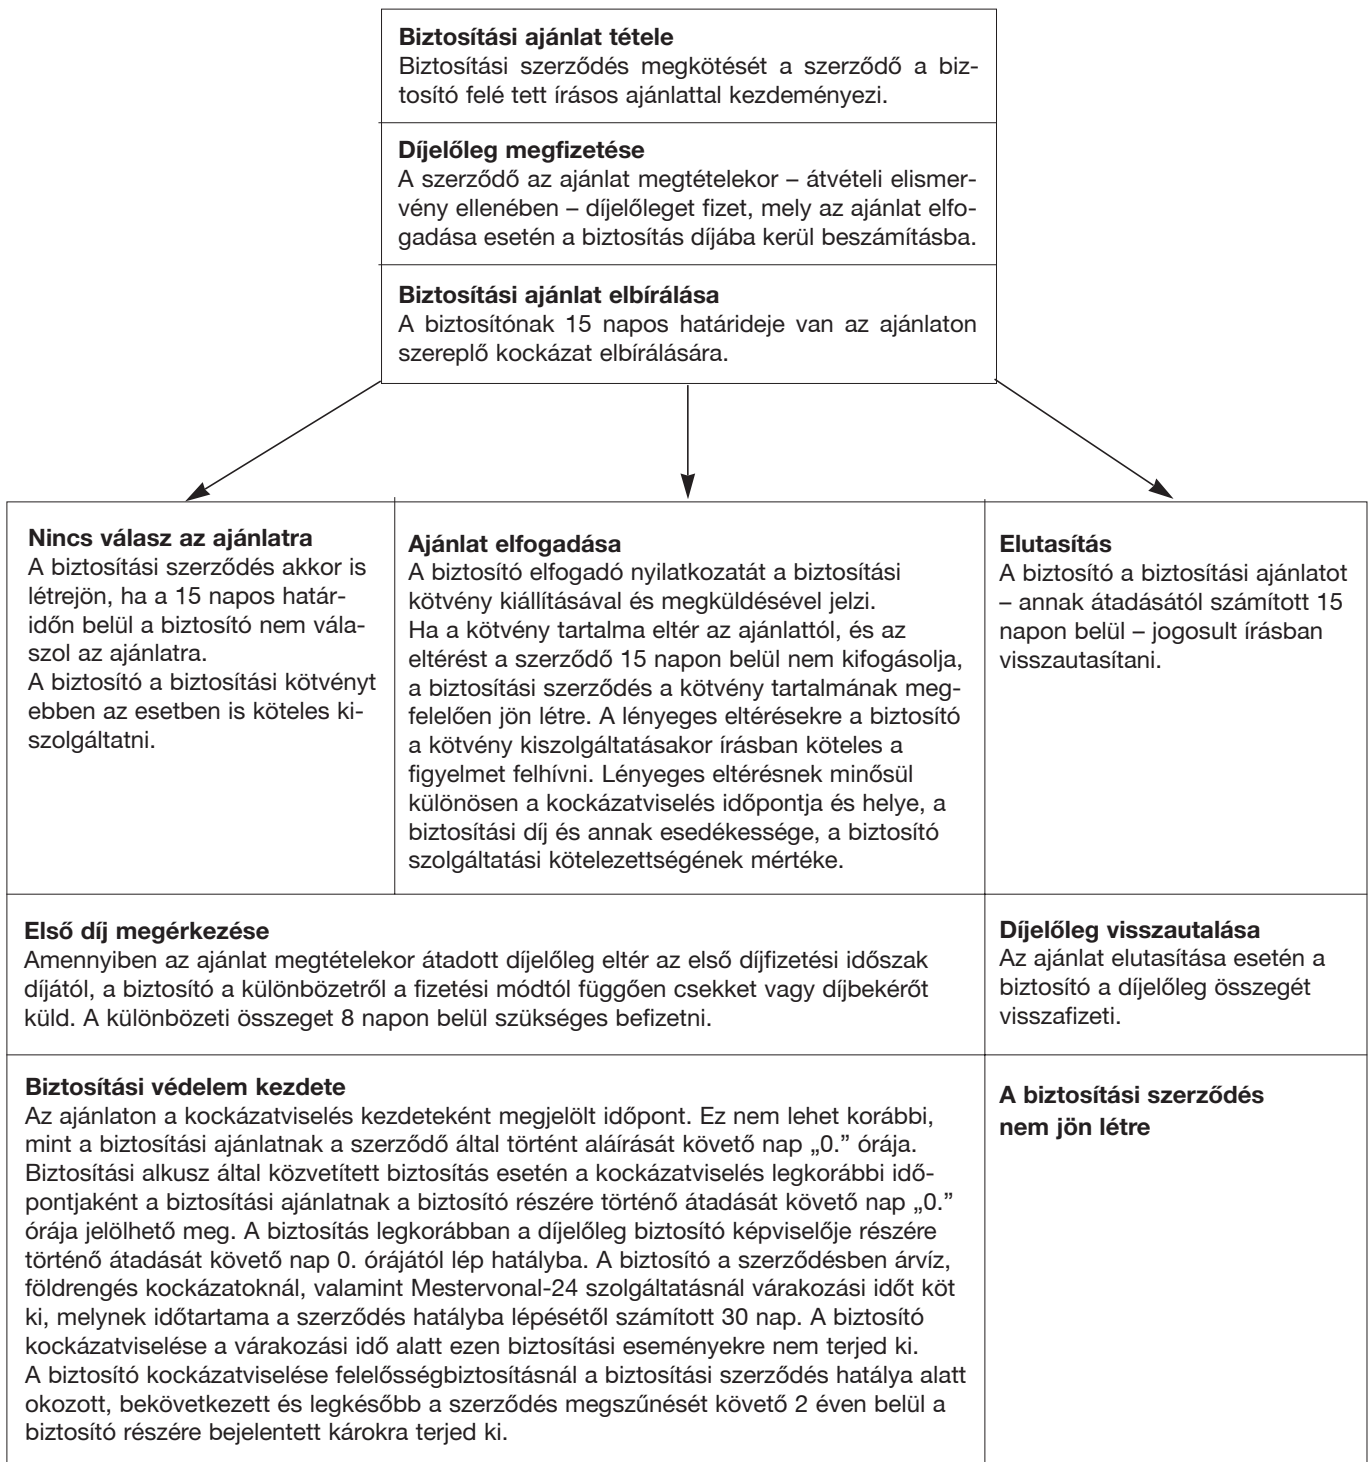 Biztosítási ajánlat tétele
Biztosítási szerződés megkötését a szerződő a biz-
tosító felé tett írásos ajánlattal kezdeményezi.
Díjelőleg megfizetése
A szerződő az ajánlat megtételekor – átvételi elismer-
vény ellenében – díjelőleget fizet, mely az ajánlat elfo-
gadása esetén a biztosítás díjába kerül beszámításba.
Biztosítási ajánlat elbírálása
A biztosítónak 15 napos határideje van az ajánlaton
szereplő kockázat elbírálására.
Nincs válasz az ajánlatra
A biztosítási szerződés akkor is
létrejön, ha a 15 napos határ-
időn belül a biztosító nem vála-
szol az ajánlatra.
A biztosító a biztosítási kötvényt
ebben az esetben is köteles ki-
szolgáltatni.
Ajánlat elfogadása
A biztosító elfogadó nyilatkozatát a biztosítási
kötvény kiállításával és megküldésével jelzi.
Ha a kötvény tartalma eltér az ajánlattól, és az
eltérést a szerződő 15 napon belül nem kifogásolja,
a biztosítási szerződés a kötvény tartalmának meg-
felelően jön létre. A lényeges eltérésekre a biztosító
a kötvény kiszolgáltatásakor írásban köteles a
figyelmet felhívni. Lényeges eltérésnek minősül
különösen a kockázatviselés időpontja és helye, a
biztosítási díj és annak esedékessége, a biztosító
szolgáltatási kötelezettségének mértéke.
Elutasítás
A biztosító a biztosítási ajánlatot
– annak átadásától számított 15
napon belül – jogosult írásban
visszautasítani.
Első díj megérkezése
Amennyiben az ajánlat megtételekor átadott díjelőleg eltér az első díjfizetési időszak
díjától, a biztosító a különbözetről a fizetési módtól függően csekket vagy díjbekérőt
küld. A különbözeti összeget 8 napon belül szükséges befizetni.
Díjelőleg visszautalása
Az ajánlat elutasítása esetén a
biztosító a díjelőleg összegét
visszafizeti.
Biztosítási védelem kezdete
Az ajánlaton a kockázatviselés kezdeteként megjelölt időpont. Ez nem lehet korábbi,
mint a biztosítási ajánlatnak a szerződő által történt aláírását követő nap „0.” órája.
Biztosítási alkusz által közvetített biztosítás esetén a kockázatviselés legkorábbi idő-
pontjaként a biztosítási ajánlatnak a biztosító részére történő átadását követő nap „0.”
órája jelölhető meg. A biztosítás legkorábban a díjelőleg biztosító képviselője részére
történő átadását követő nap 0. órájától lép hatályba. A biztosító a szerződésben árvíz,
földrengés kockázatoknál, valamint Mestervonal-24 szolgáltatásnál várakozási időt köt
ki, melynek időtartama a szerződés hatályba lépésétől számított 30 nap. A biztosító
kockázatviselése a várakozási idő alatt ezen biztosítási eseményekre nem terjed ki.
A biztosító kockázatviselése felelősségbiztosításnál a biztosítási szerződés hatálya alatt
okozott, bekövetkezett és legkésőbb a szerződés megszűnését követő 2 éven belül a
biztosító részére bejelentett károkra terjed ki.
A biztosítási szerződés
nem jön létre